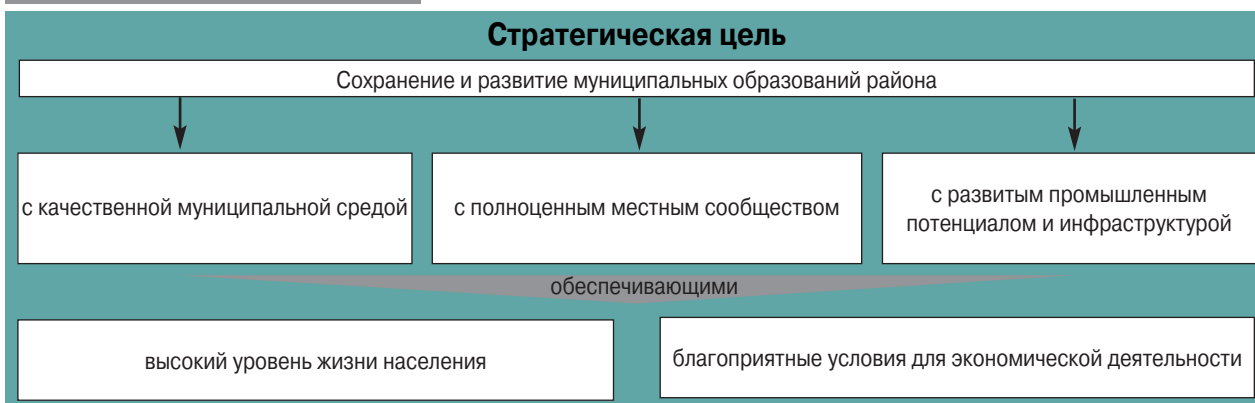 Стратегическая цель
Сохранение и развитие муниципальных образований района
с качественной муниципальной средой
с полноценным местным сообществом
с развитым промышленным
потенциалом и инфраструктурой
обеспечивающими
высокий уровень жизни населения
благоприятные условия для экономической деятельности